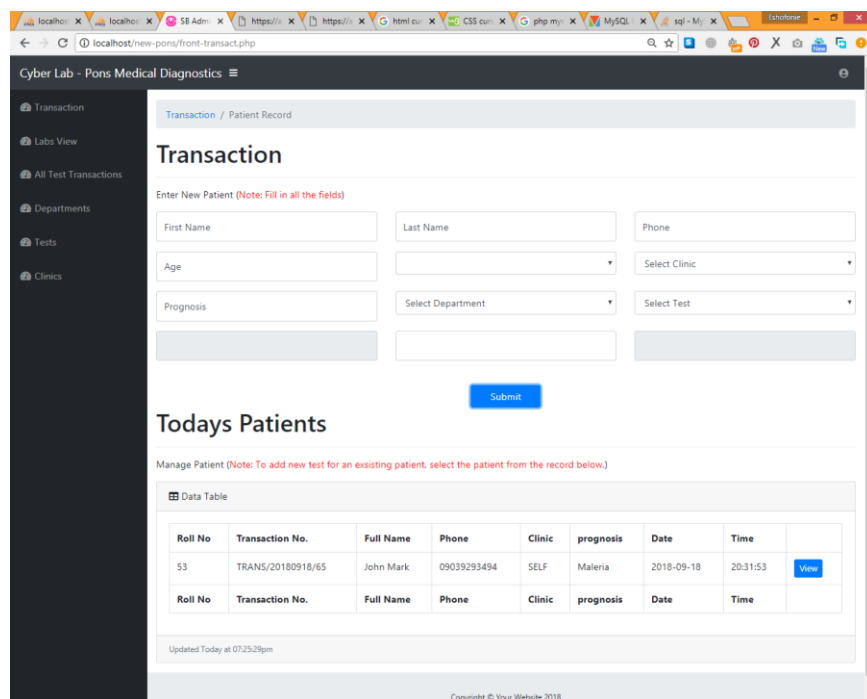 localhos localhos SB Admi https://a https://a html cur CSS curs php my MySQL sql - My Eshofonie
localhost/new-pons/front-transact.php
Cyber Lab - Pons Medical Diagnostics
Transaction
Labs View
All Test Transactions
Departments
Tests
Clinics
Transaction / Patient Record
Transaction
Enter New Patient (Note: Fill in all the fields)
First Name Last Name Phone
Age Select Clinic
Prognosis Select Department Select Test
Submit
Todays Patients
Manage Patient (Note: To add new test for an exsisting patient, select the patient from the record below.)
Data Table
Roll No Transaction No. Full Name Phone Clinic prognosis Date Time
53 TRANS/20180918/65 John Mark 09039293494 SELF Maleria 2018-09-18 20:31:53 View
Roll No Transaction No. Full Name Phone Clinic prognosis Date Time
Updated Today at 07:25:29pm
Copyright © Your Website 2018